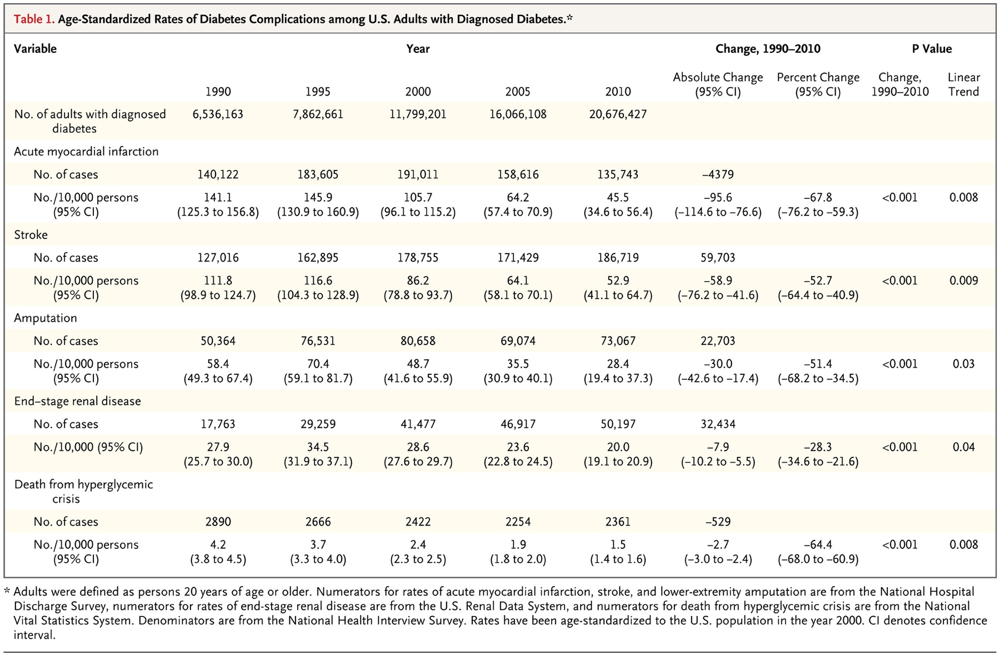 Table 1. Age-Standardized Rates of Diabetes Complications among U.S. Adults with Diagnosed Diabetes.*
Variable Year Change, 1990–2010 P Value
1990 1995 2000 2005 2010 Absolute Change (95% CI) Percent Change (95% CI) Change, 1990–2010 Linear Trend
No. of adults with diagnosed diabetes 6,536,163 7,862,661 11,799,201 16,066,108 20,676,427
Acute myocardial infarction
No. of cases 140,122 183,605 191,011 158,616 135,743 –4379
No./10,000 persons 141.1 145.9 105.7 64.2 45.5 –95.6 –67.8 <0.001 0.008
(95% CI) (125.3 to 156.8) (130.9 to 160.9) (96.1 to 115.2) (57.4 to 70.9) (34.6 to 56.4) (–114.6 to –76.6) (–76.2 to –59.3)
Stroke
No. of cases 127,016 162,895 178,755 171,429 186,719 59,703
No./10,000 persons 111.8 116.6 86.2 64.1 52.9 –58.9 –52.7 <0.001 0.009
(95% CI) (98.9 to 124.7) (104.3 to 128.9) (78.8 to 93.7) (58.1 to 70.1) (41.1 to 64.7) (–76.2 to –41.6) (–64.4 to –40.9)
Amputation
No. of cases 50,364 76,531 80,658 69,074 73,067 22,703
No./10,000 persons 58.4 70.4 48.7 35.5 28.4 –30.0 –51.4 <0.001 0.03
(95% CI) (49.3 to 67.4) (59.1 to 81.7) (41.6 to 55.9) (30.9 to 40.1) (19.4 to 37.3) (–42.6 to –17.4) (–68.2 to –34.5)
End–stage renal disease
No. of cases 17,763 29,259 41,477 46,917 50,197 32,434
No./10,000 (95% CI) 27.9 34.5 28.6 23.6 20.0 –7.9 –28.3 <0.001 0.04
(25.7 to 30.0) (31.9 to 37.1) (27.6 to 29.7) (22.8 to 24.5) (19.1 to 20.9) (–10.2 to –5.5) (–34.6 to –21.6)
Death from hyperglycemic
crisis
No. of cases 2890 2666 2422 2254 2361 –529
No./10,000 persons 4.2 3.7 2.4 1.9 1.5 –2.7 –64.4 <0.001 0.008
(95% CI) (3.8 to 4.5) (3.3 to 4.0) (2.3 to 2.5) (1.8 to 2.0) (1.4 to 1.6) (–3.0 to –2.4) (–68.0 to –60.9)
* Adults were defined as persons 20 years of age or older. Numerators for rates of acute myocardial infarction, stroke, and lower-extremity amputation are from the National Hospital
Discharge Survey, numerators for rates of end-stage renal disease are from the U.S. Renal Data System, and numerators for death from hyperglycemic crisis are from the National
Vital Statistics System. Denominators are from the National Health Interview Survey. Rates have been age-standardized to the U.S. population in the year 2000. CI denotes confidence
interval.